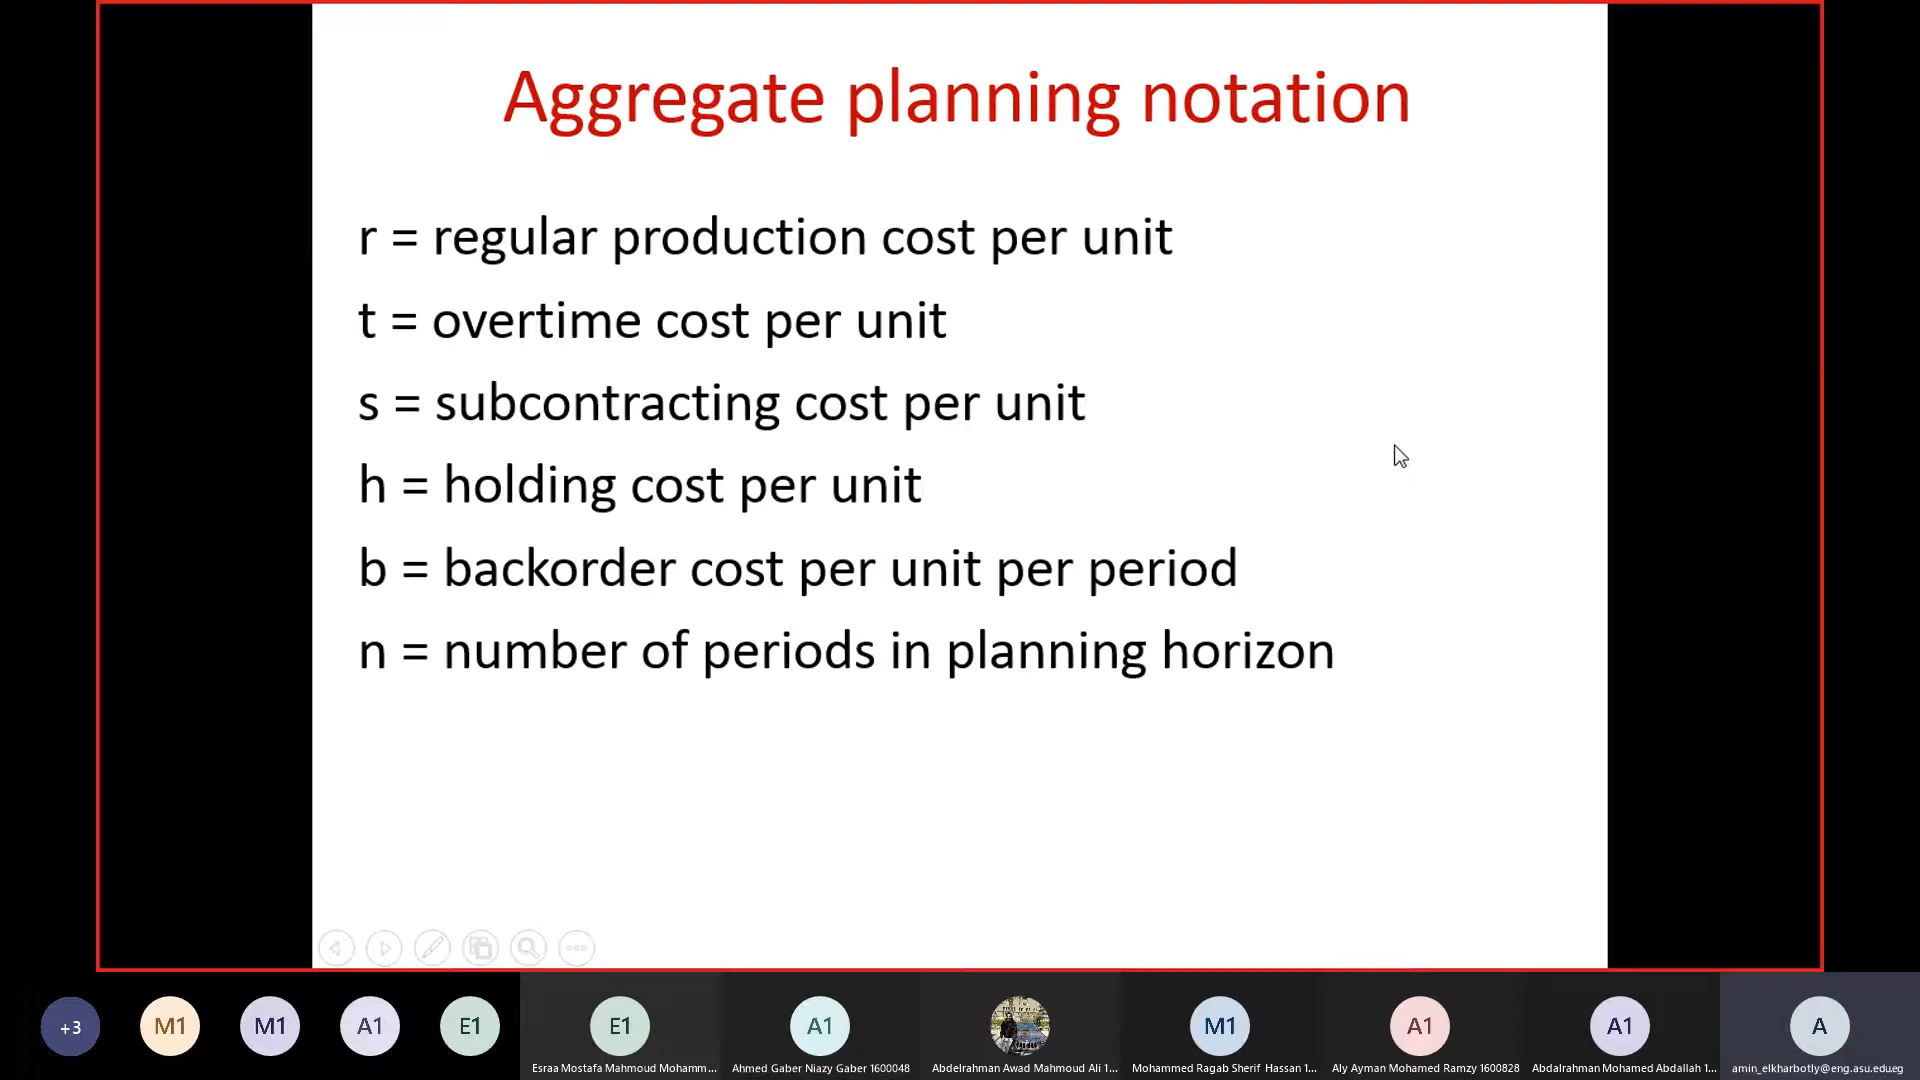 Aggregate planning notation
r = regular production cost per unit
t = overtime cost per unit
s = subcontracting cost per unit
h = holding cost per unit
b = backorder cost per unit per period
n = number of periods in planning horizon
+3
M1
M1
A1
E1
E1
A1
M1
A1
A1
A
Esraa Mostafa Mahmoud Mohamm...
Ahmed Gaber Niazy Gaber 1600048
Abdelrahman Awad Mahmoud Ali 1...
Mohammed Ragab Sherif Hassan 1...
Aly Ayman Mohamed Ramzy 1600828
Abdalrahman Mohamed Abdallah 1...
amin_elkharbotly@eng.asu.edu.eg